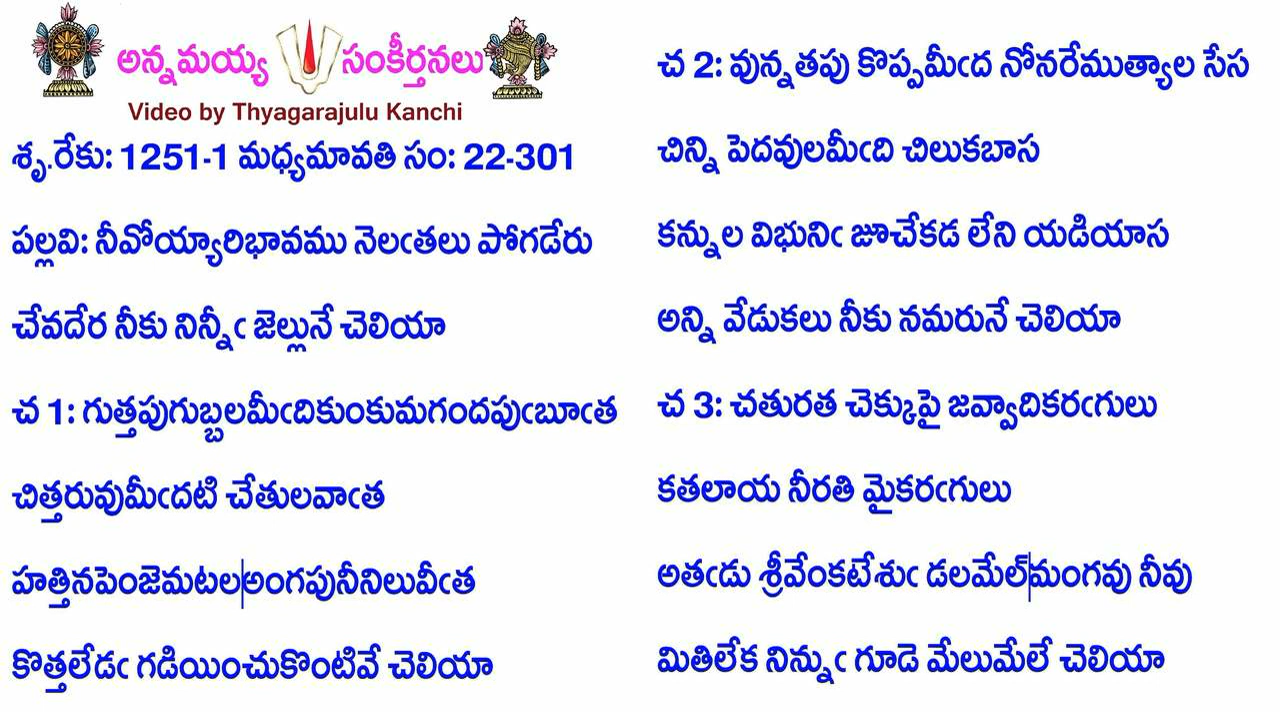 అన్నమయ్య సంకీర్తనలు
Video by Thyagarajulu Kanchi
శృ.రేకు: 1251-1 మధ్యమావతి సం: 22-301
పల్లవి: నీవోయ్యారిభావము నెలఁతలు పోగడేరు
చేవదేర నీకు నిన్నీఁ జెల్లునే చెలియా
చ 1: గుత్తపుగుబ్బలమీఁదికుంకుమగందపుఁబూఁత
చిత్తరువుమీఁదటి చేతులవాఁత
హత్తినపెంజెమటలఅంగపునీనిలువీఁత
కొత్తలేడఁ గడియించుకొంటివే చెలియా
చ 2: వున్నతపు కొప్పమీఁద నోనరేముత్యాల సేస
చిన్ని పెదవులమీఁది చిలుకబాస
కన్నుల విభునిఁ జూచేకడ లేని యడియాస
అన్ని వేడుకలు నీకు నమరునే చెలియా
చ 3: చతురత చెక్కుపై జవ్వాదికరఁగులు
కతలాయ నీరతి మైకరఁగులు
అతఁడు శ్రీవేంకటేశుఁ డలమేల్‌మంగవు నీవు
మితిలేక నిన్నుఁ గూడె మేలుమేలే చెలియా